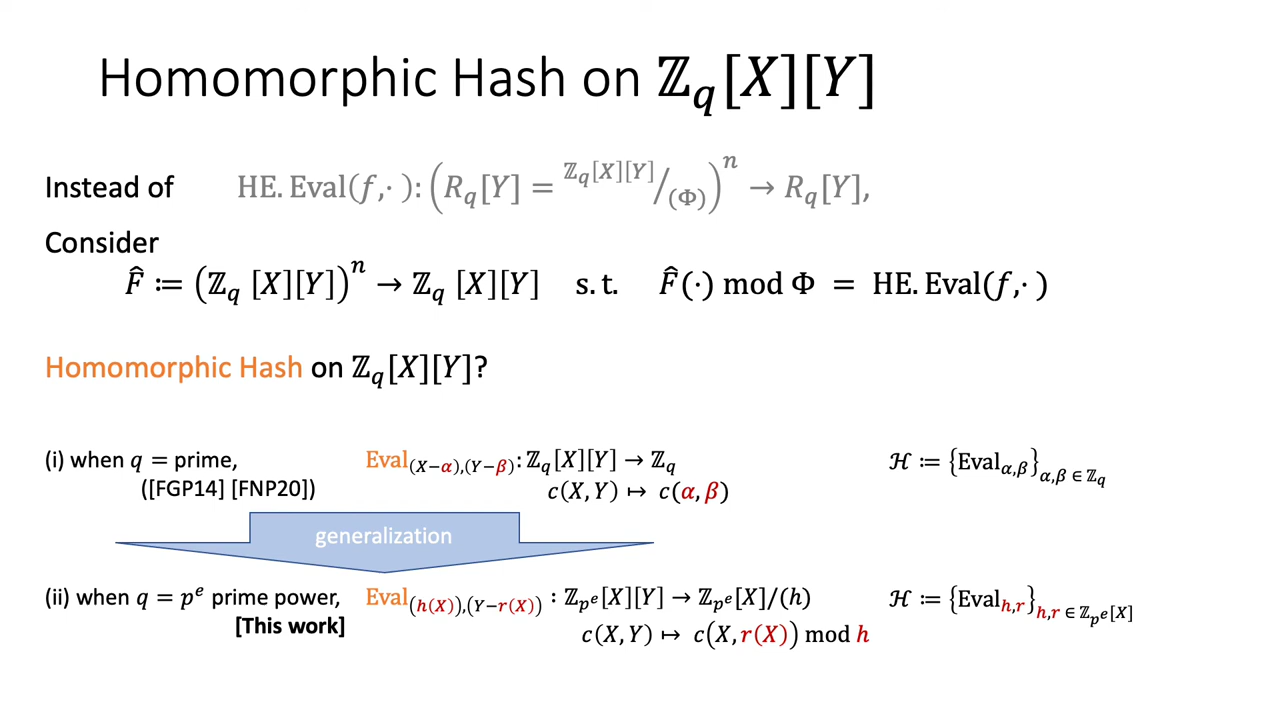 Homomorphic Hash on ℤ_q[X][Y]
Instead of HE.Eval(f,·): (R_q[Y] = ℤ_q[X][Y]/(Φ))^n → R_q[Y],
Consider
F̂ ≔ (ℤ_q [X][Y])^n → ℤ_q [X][Y] s.t. F̂(·) mod Φ = HE.Eval(f,·)
Homomorphic Hash on ℤ_q[X][Y]?
(i) when q = prime, Eval_(X−α),(Y−β): ℤ_q[X][Y] → ℤ_q ℋ ≔ {Eval_α,β}_α,β ∈ ℤ_q
([FGP14] [FNP20]) c(X,Y) ↦ c(α,β)
generalization
(ii) when q = p^e prime power, Eval_(h(X)),(Y−r(X)) : ℤ_p^e[X][Y] → ℤ_p^e[X]/(h) ℋ ≔ {Eval_h,r}_h,r ∈ ℤ_p^e[X]
[This work] c(X,Y) ↦ c(X,r(X)) mod h